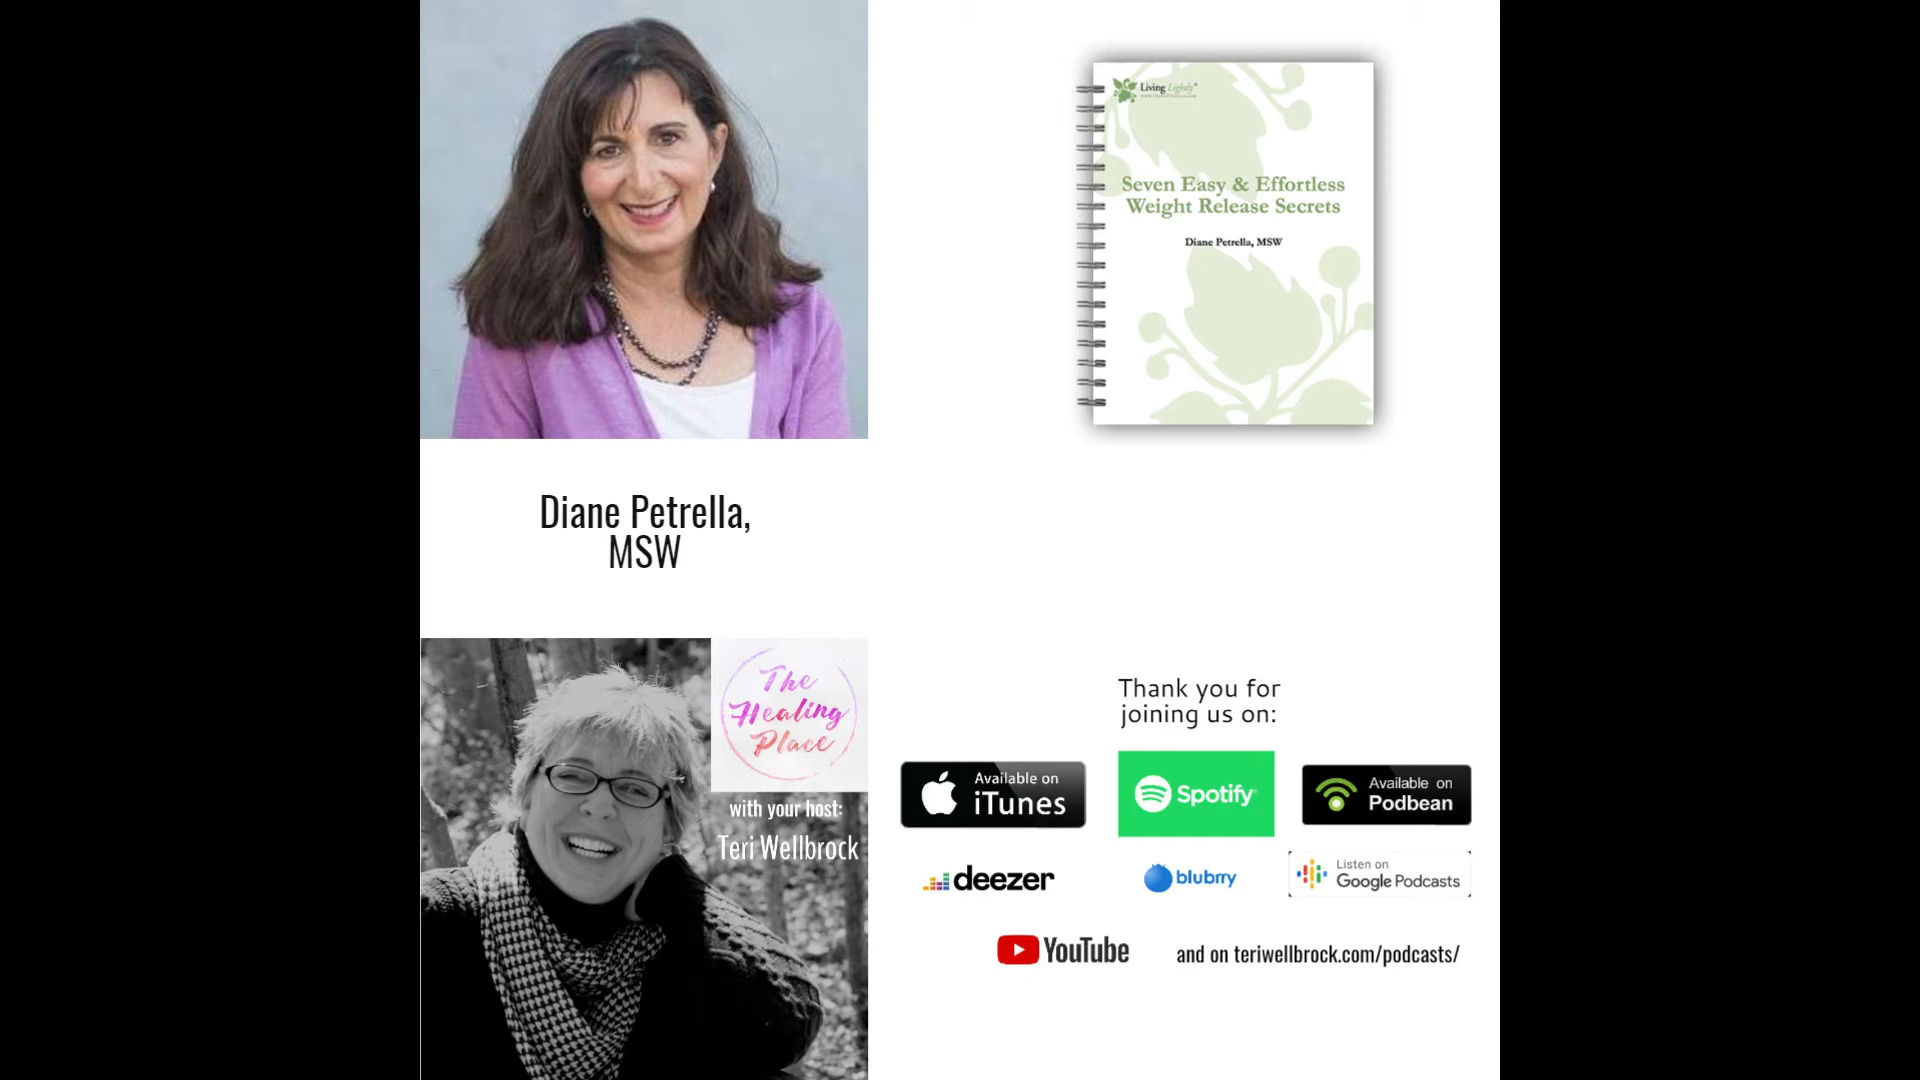 Living Lightly®
Seven Easy & Effortless
Weight Release Secrets
Diane Petrella, MSW
Diane Petrella,
MSW
The
Healing
Place
with your host:
Teri Wellbrock
Thank you for
joining us on:
Available on
iTunes
Spotify
Available on
Podbean
deezer
blubrry
Listen on
Google Podcasts
YouTube
and on teriwellbrock.com/podcasts/